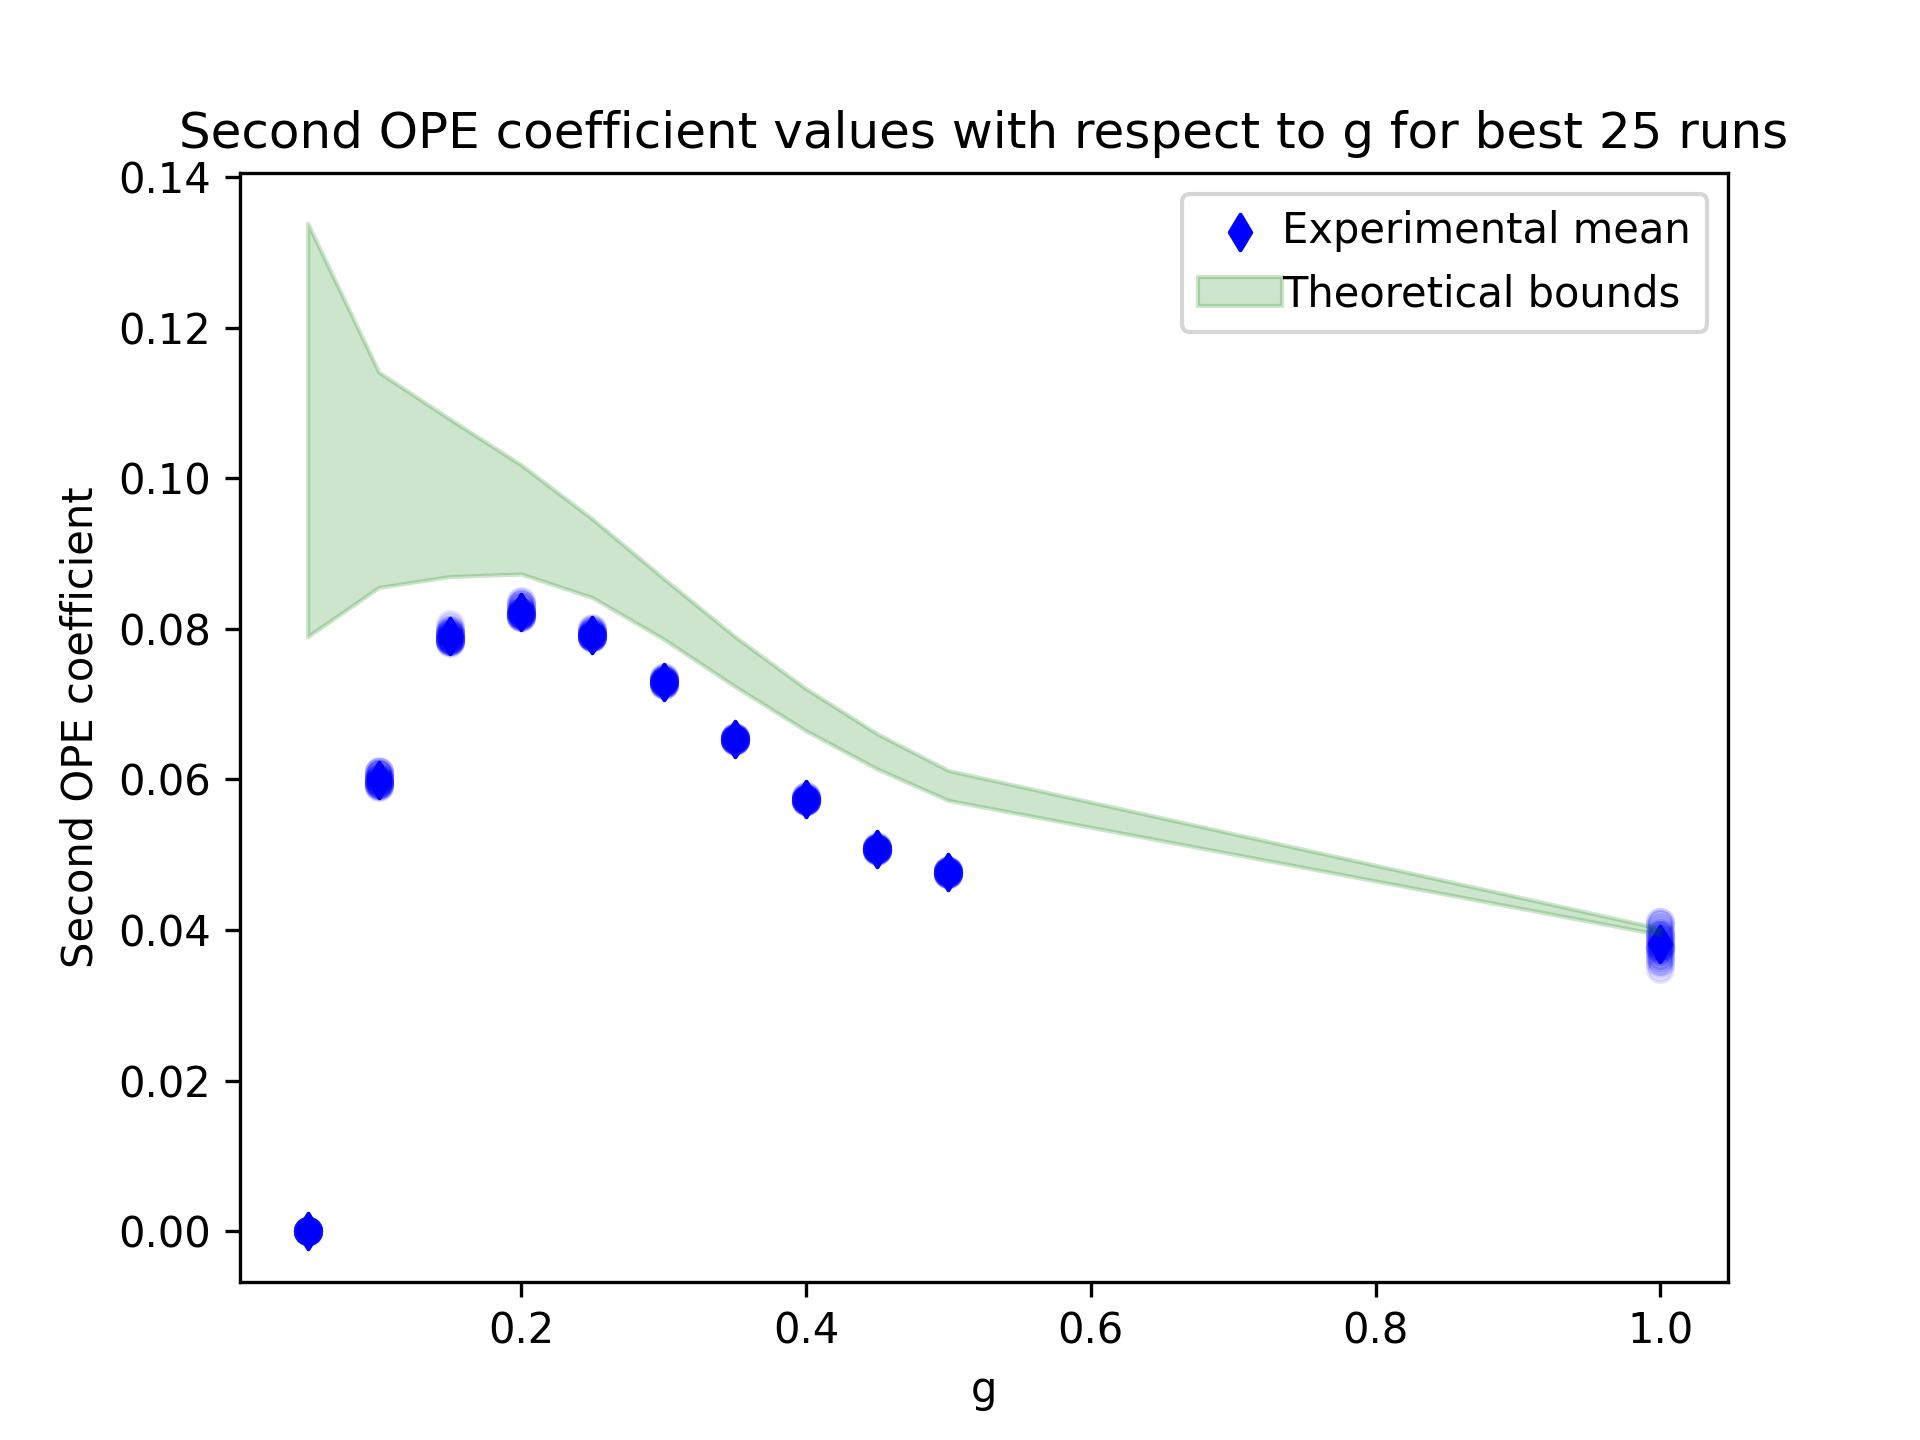 Second OPE coefficient values with respect to g for best 25 runs
0.14
0.12
0.10
0.08
0.06
0.04
0.02
0.00
Second OPE coefficient
Experimental mean
Theoretical bounds
0.2
0.4
0.6
0.8
1.0
g